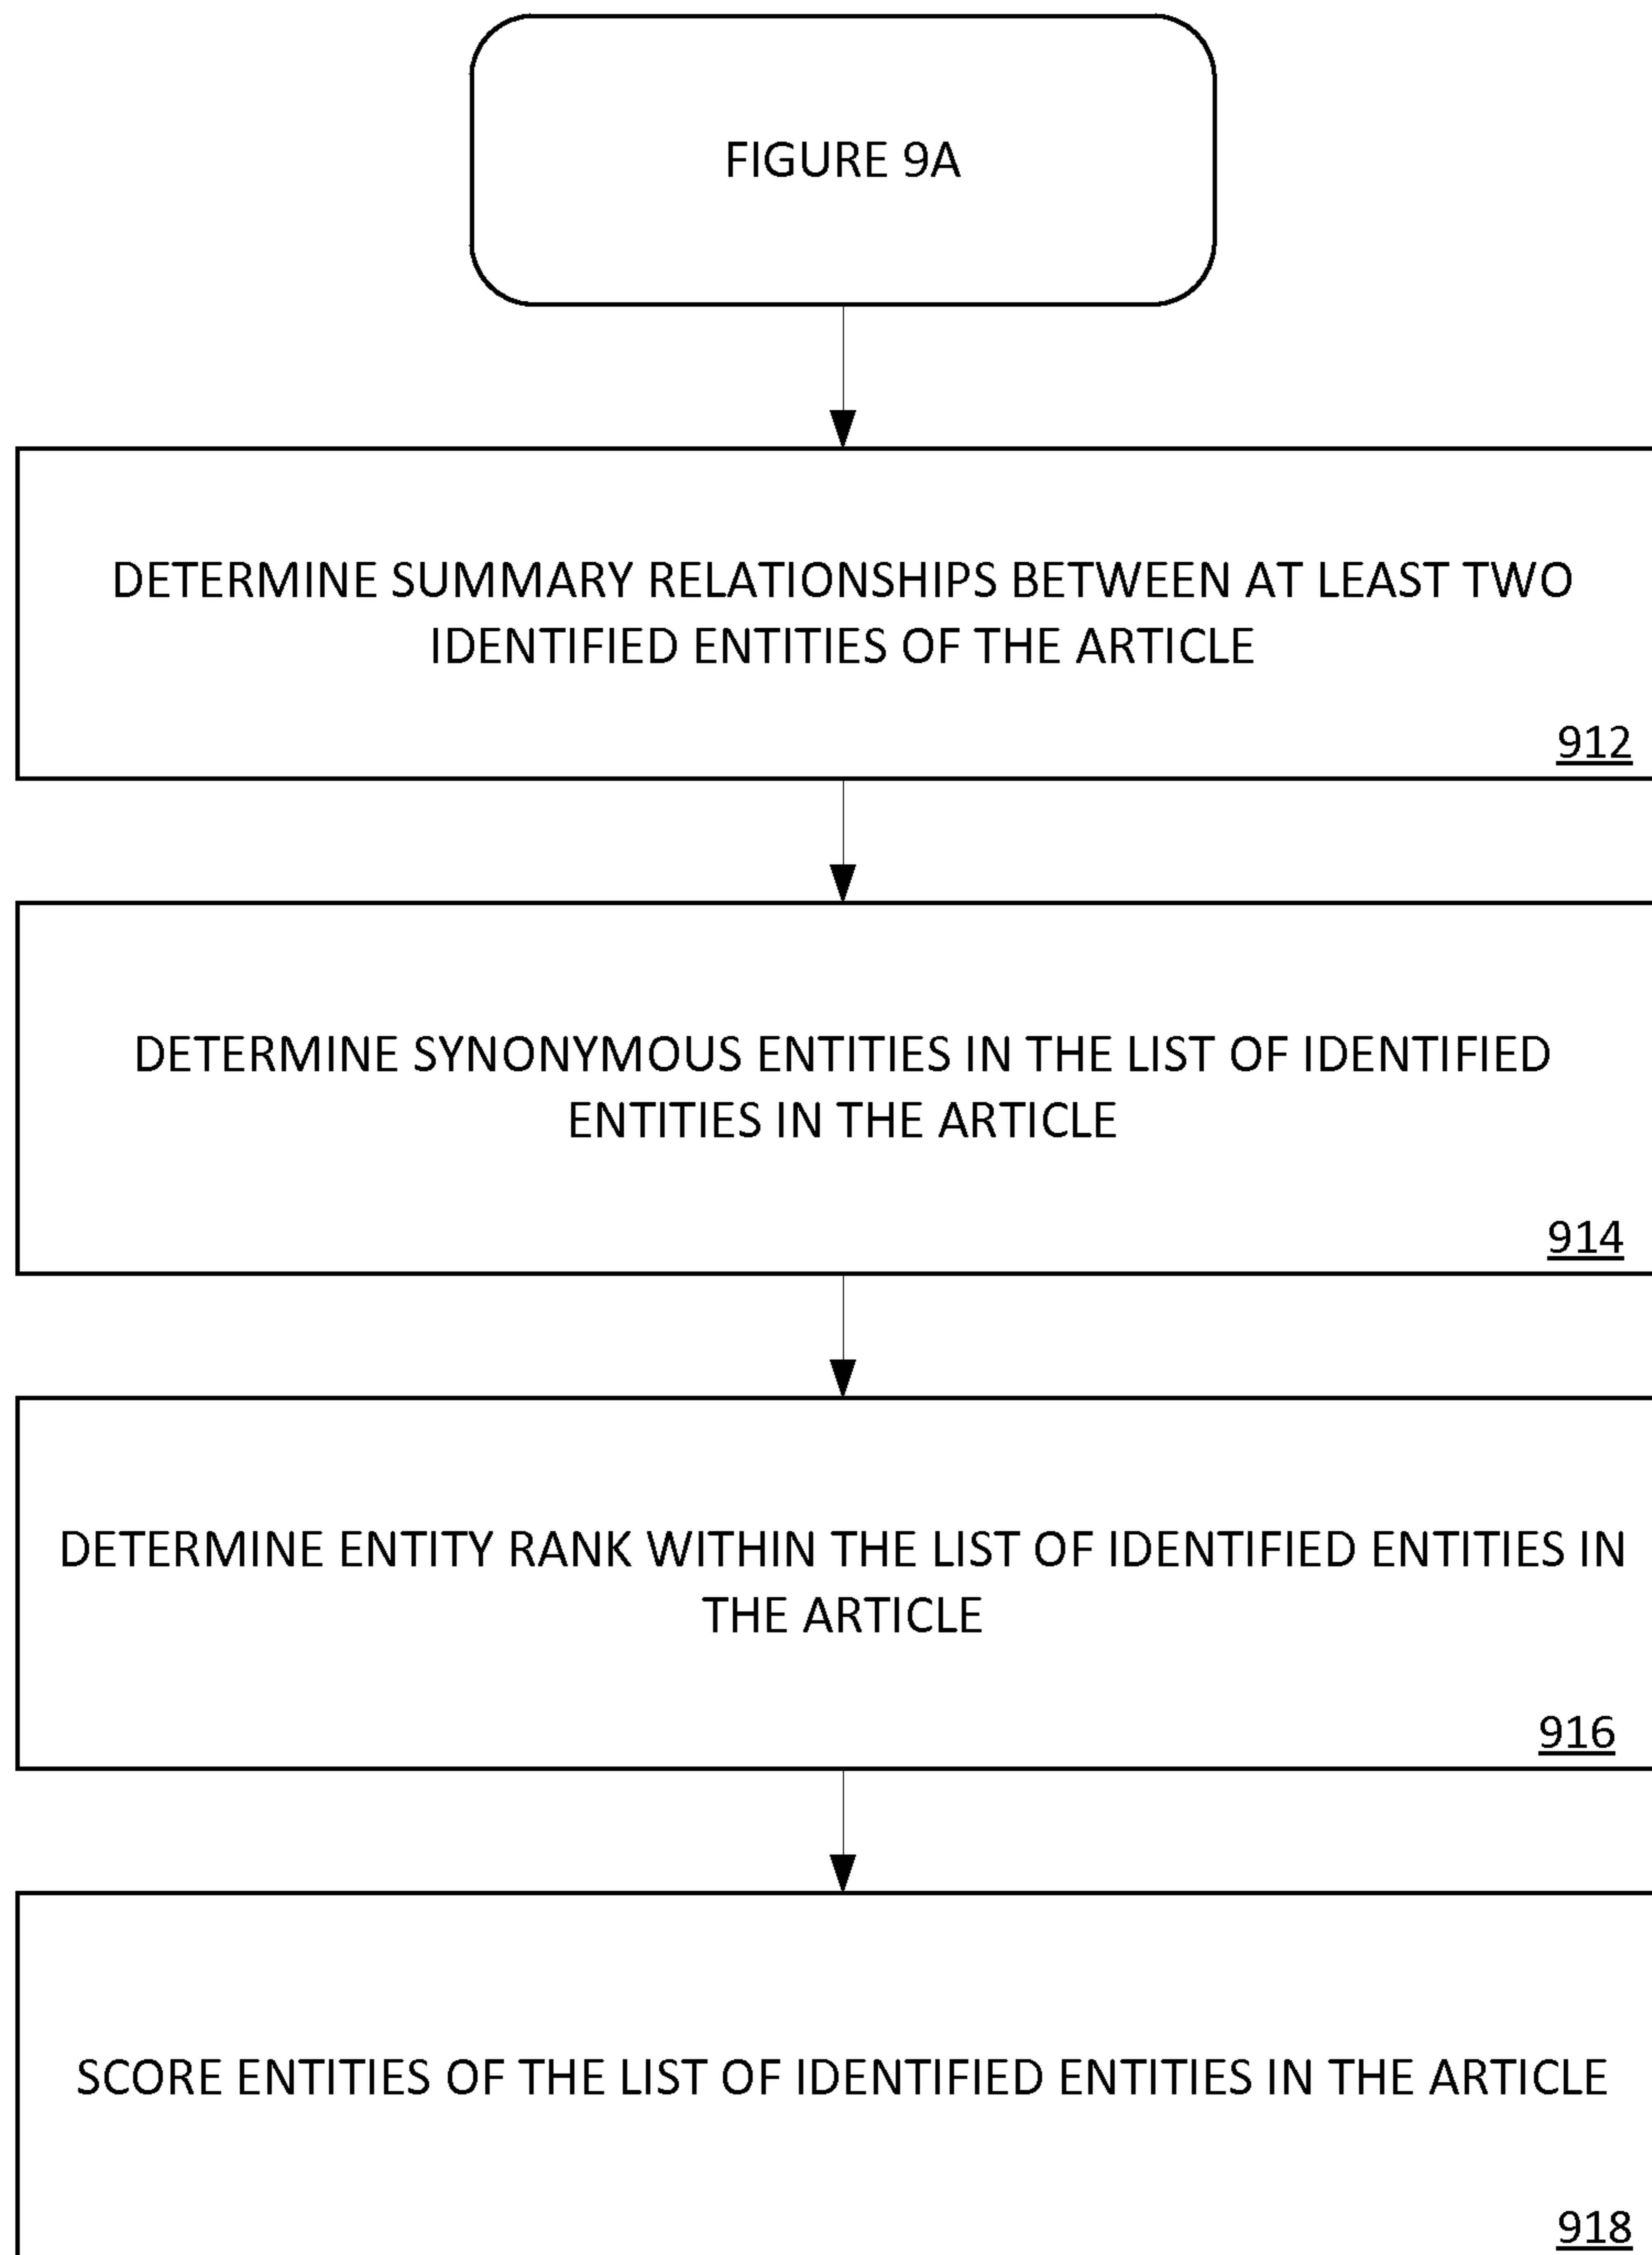 FIGURE 9A
DETERMINE SUMMARY RELATIONSHIPS BETWEEN AT LEAST TWO
IDENTIFIED ENTITIES OF THE ARTICLE
912
DETERMINE SYNONYMOUS ENTITIES IN THE LIST OF IDENTIFIED
ENTITIES IN THE ARTICLE
914
DETERMINE ENTITY RANK WITHIN THE LIST OF IDENTIFIED ENTITIES IN
THE ARTICLE
916
SCORE ENTITIES OF THE LIST OF IDENTIFIED ENTITIES IN THE ARTICLE
918